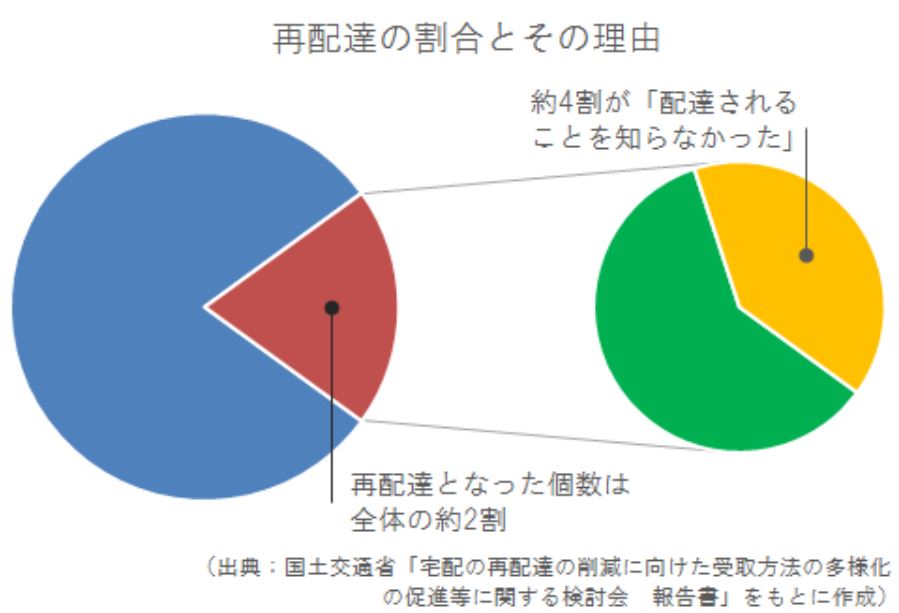 再配達の割合とその理由
約4割が「配達される
ことを知らなかった」
再配達となった個数は
全体の約2割
（出典：国土交通省「宅配の再配達の削減に向けた受取方法の多様化
の促進等に関する検討会　報告書」をもとに作成）